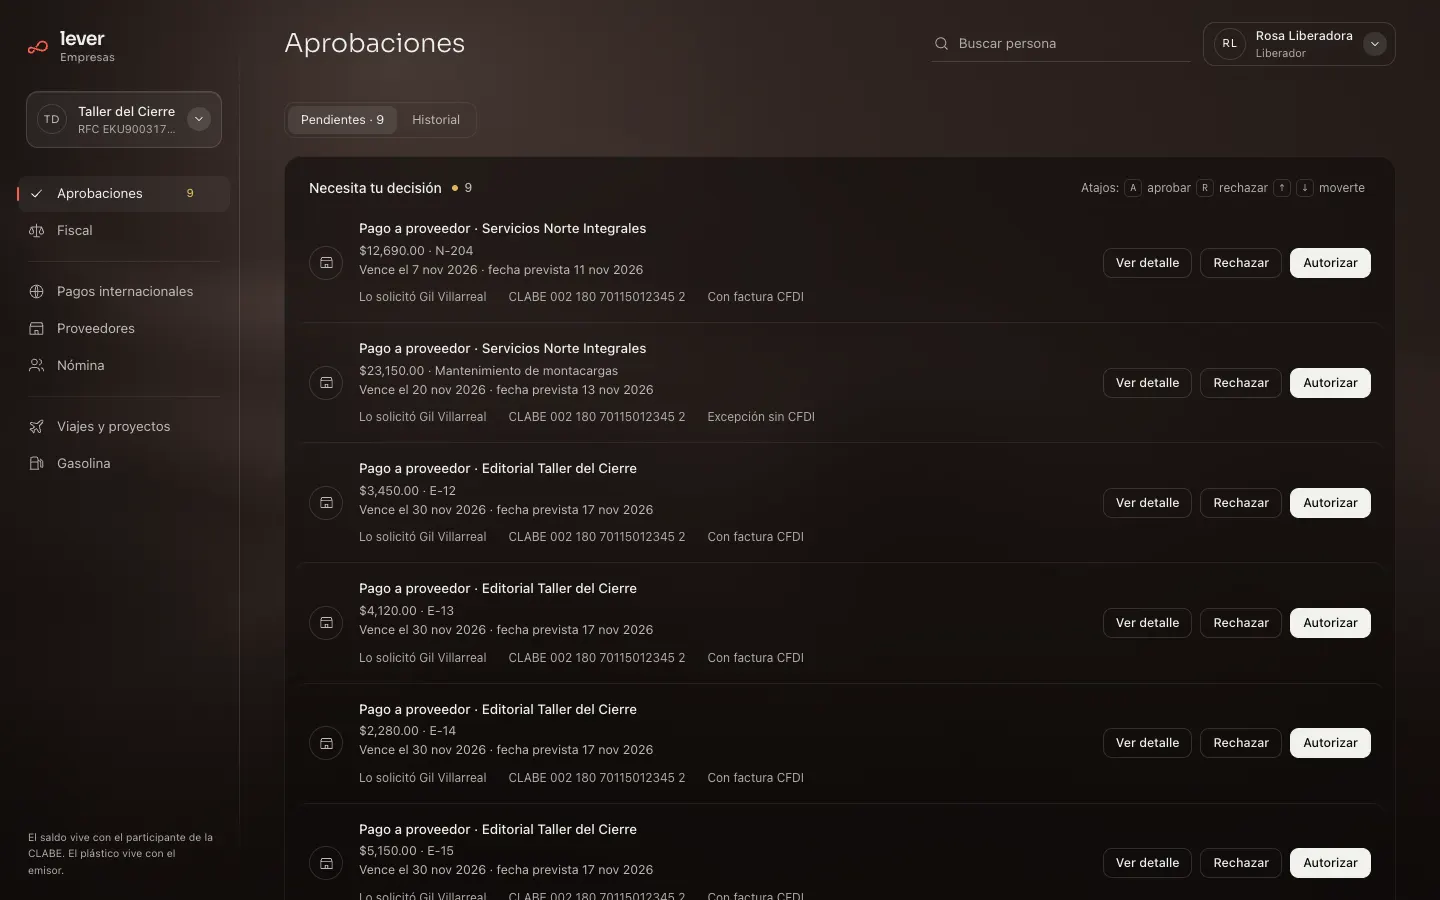 lever
Empresas
TD
Taller del Cierre
RFC EKU900317...
Aprobaciones 9
Fiscal
Pagos internacionales
Proveedores
Nómina
Viajes y proyectos
Gasolina
El saldo vive con el participante de la
CLABE. El plástico vive con el
emisor.
Aprobaciones
Buscar persona
RL
Rosa Liberadora
Liberador
Pendientes · 9
Historial
Necesita tu decisión 9
Atajos: A aprobar R rechazar ↑ ↓ moverte
Pago a proveedor · Servicios Norte Integrales
$12,690.00 · N-204
Vence el 7 nov 2026 · fecha prevista 11 nov 2026
Lo solicitó Gil Villarreal CLABE 002 180 70115012345 2 Con factura CFDI
Ver detalle Rechazar Autorizar
Pago a proveedor · Servicios Norte Integrales
$23,150.00 · Mantenimiento de montacargas
Vence el 20 nov 2026 · fecha prevista 13 nov 2026
Lo solicitó Gil Villarreal CLABE 002 180 70115012345 2 Excepción sin CFDI
Ver detalle Rechazar Autorizar
Pago a proveedor · Editorial Taller del Cierre
$3,450.00 · E-12
Vence el 30 nov 2026 · fecha prevista 17 nov 2026
Lo solicitó Gil Villarreal CLABE 002 180 70115012345 2 Con factura CFDI
Ver detalle Rechazar Autorizar
Pago a proveedor · Editorial Taller del Cierre
$4,120.00 · E-13
Vence el 30 nov 2026 · fecha prevista 17 nov 2026
Lo solicitó Gil Villarreal CLABE 002 180 70115012345 2 Con factura CFDI
Ver detalle Rechazar Autorizar
Pago a proveedor · Editorial Taller del Cierre
$2,280.00 · E-14
Vence el 30 nov 2026 · fecha prevista 17 nov 2026
Lo solicitó Gil Villarreal CLABE 002 180 70115012345 2 Con factura CFDI
Ver detalle Rechazar Autorizar
Pago a proveedor · Editorial Taller del Cierre
$5,150.00 · E-15
Vence el 30 nov 2026 · fecha prevista 17 nov 2026
Lo solicitó Gil Villarreal CLABE 002 180 70115012345 2 Con factura CFDI
Ver detalle Rechazar Autorizar